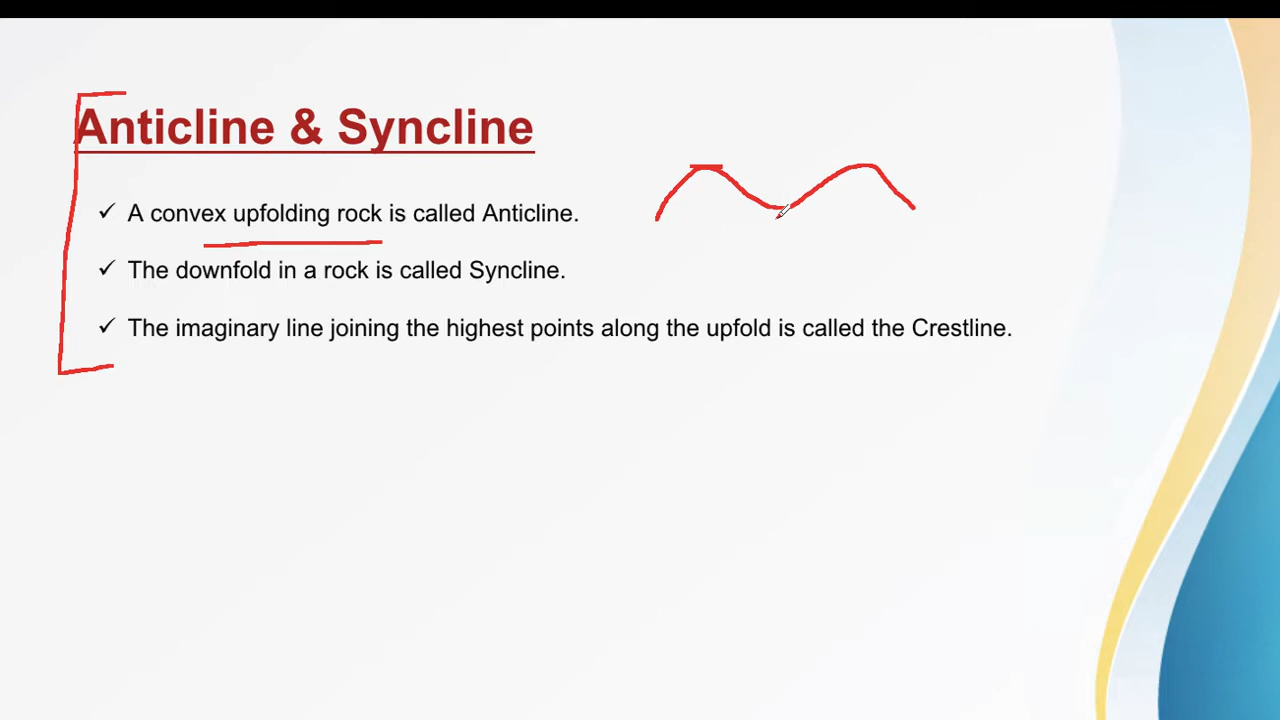 Anticline & Syncline
✓ A convex upfolding rock is called Anticline.
✓ The downfold in a rock is called Syncline.
✓ The imaginary line joining the highest points along the upfold is called the Crestline.